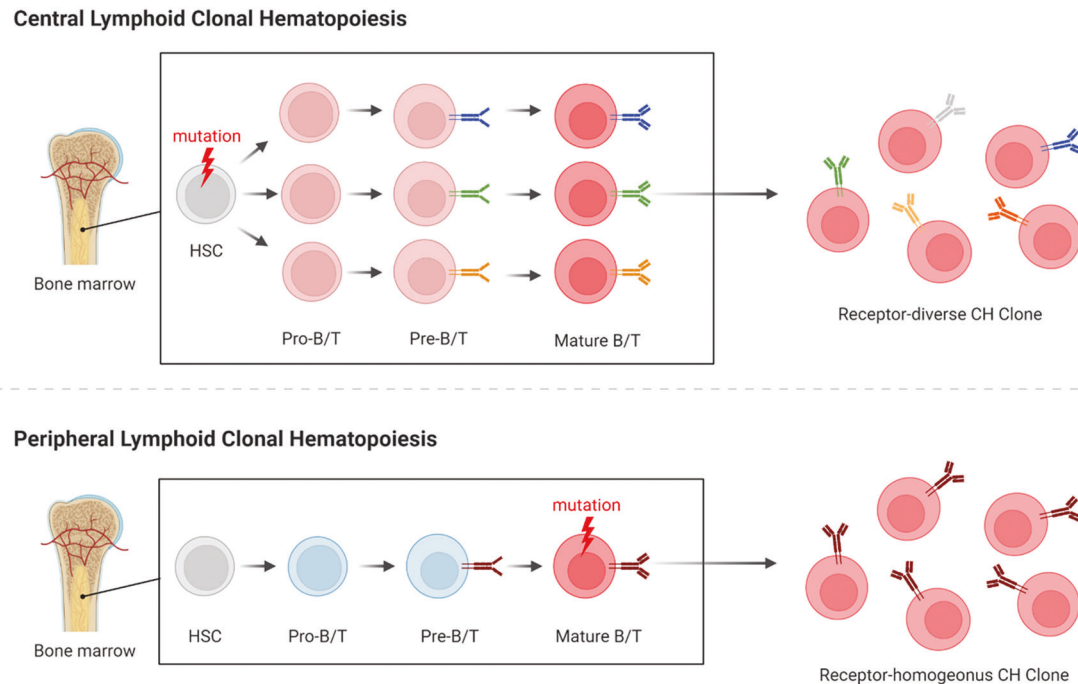 Central Lymphoid Clonal Hematopoiesis
mutation
HSC
Bone marrow
Pro-B/T
Pre-B/T
Mature B/T
Receptor-diverse CH Clone
Peripheral Lymphoid Clonal Hematopoiesis
mutation
HSC
Pro-B/T
Pre-B/T
Mature B/T
Bone marrow
Receptor-homogeonus CH Clone